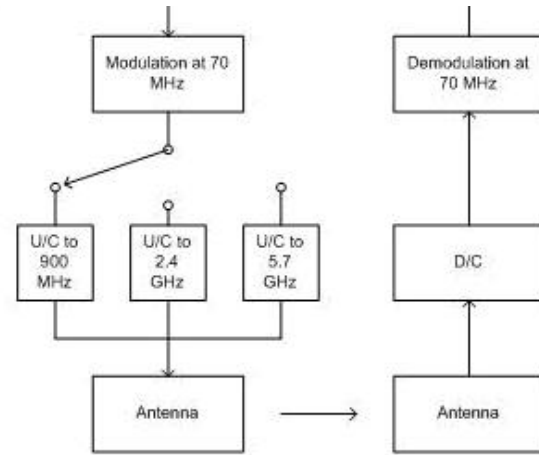 Modulation at 70
MHz
Demodulation at
70 MHz
U/C to
900
MHz
U/C to
2.4
GHz
U/C to
5.7
GHz
D/C
Antenna
Antenna